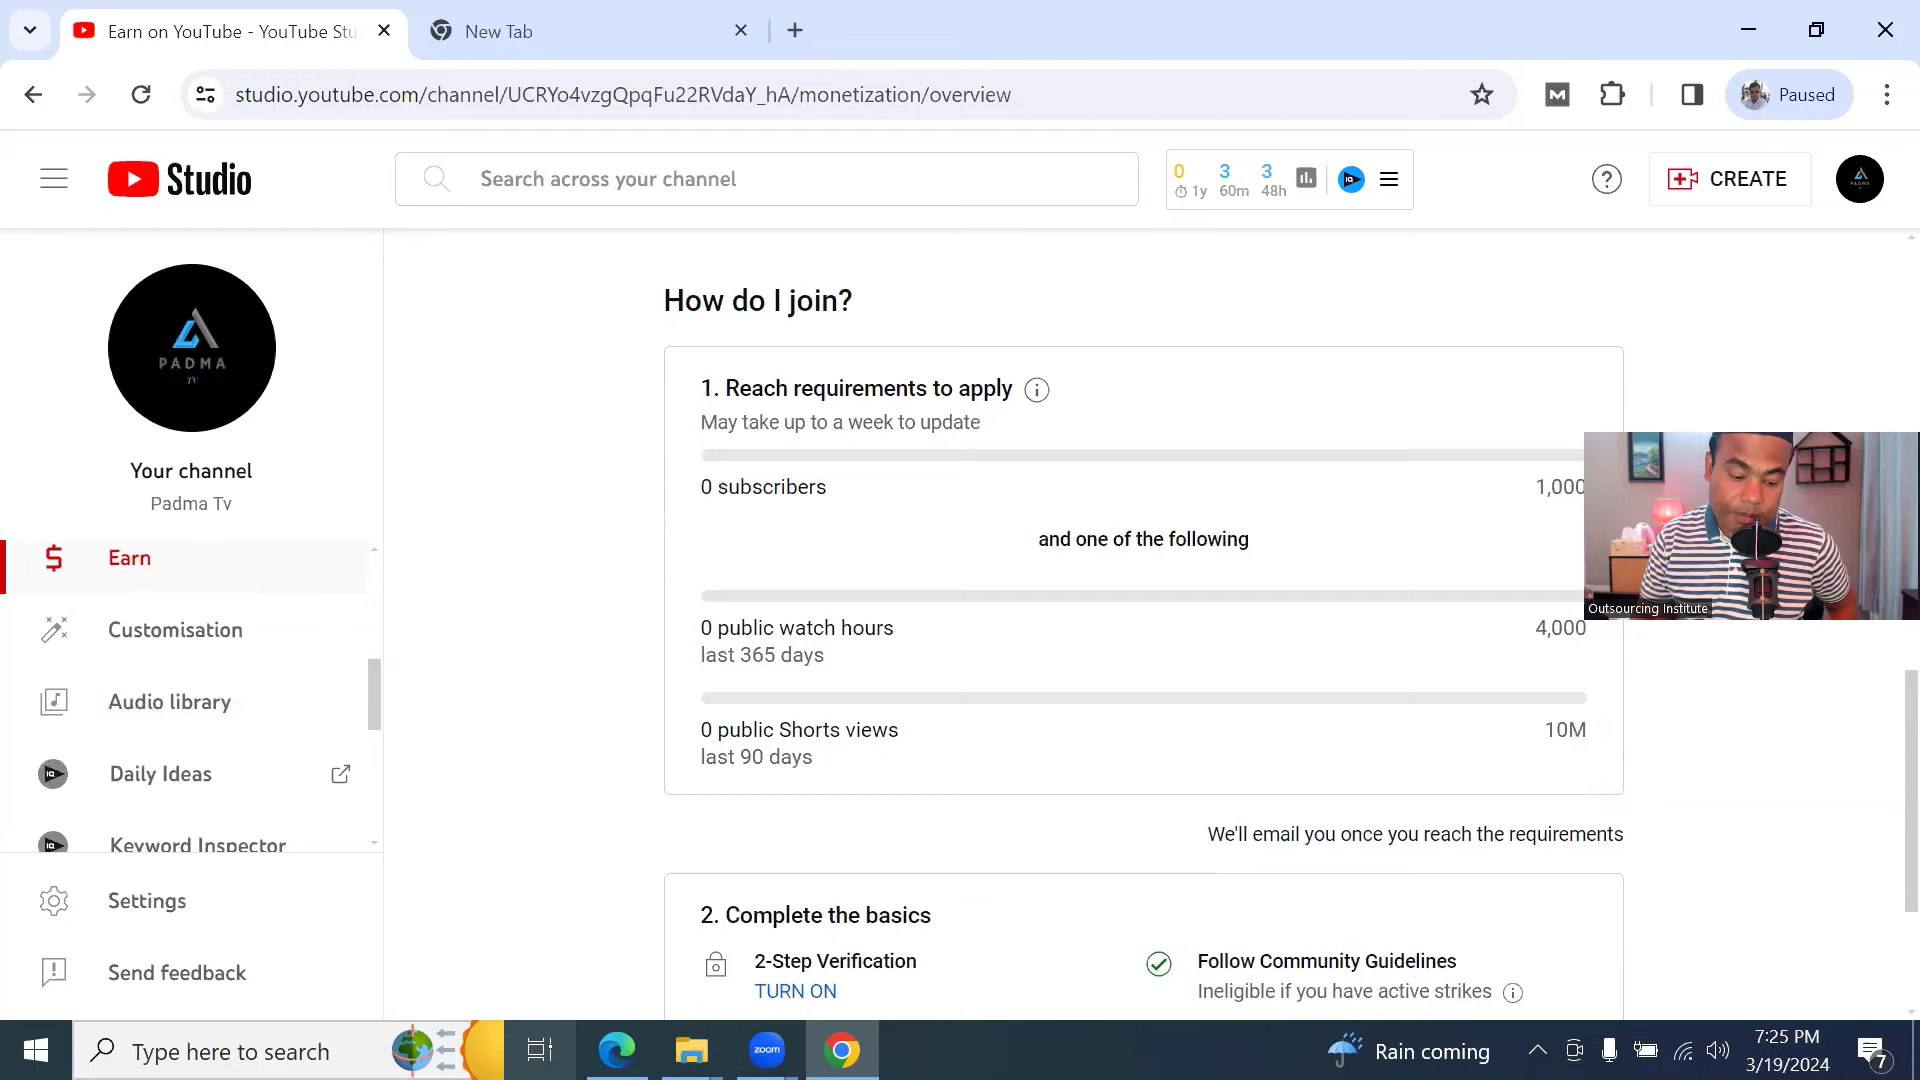 Earn on YouTube - YouTube Stu
New Tab
studio.youtube.com/channel/UCRYo4vzgQpqFu22RVdaY_hA/monetization/overview
Paused
Studio
Search across your channel
0 3 3
1y 60m 48h
CREATE
PADMA
TV
Your channel
Padma Tv
Earn
Customisation
Audio library
Daily Ideas
Keyword Inspector
Settings
Send feedback
How do I join?
1. Reach requirements to apply
May take up to a week to update
0 subscribers 1,000
and one of the following
0 public watch hours 4,000
last 365 days
0 public Shorts views 10M
last 90 days
We'll email you once you reach the requirements
2. Complete the basics
2-Step Verification
TURN ON
Follow Community Guidelines
Ineligible if you have active strikes
Outsourcing Institute
Type here to search
zoom
Rain coming
7:25 PM
3/19/2024
7